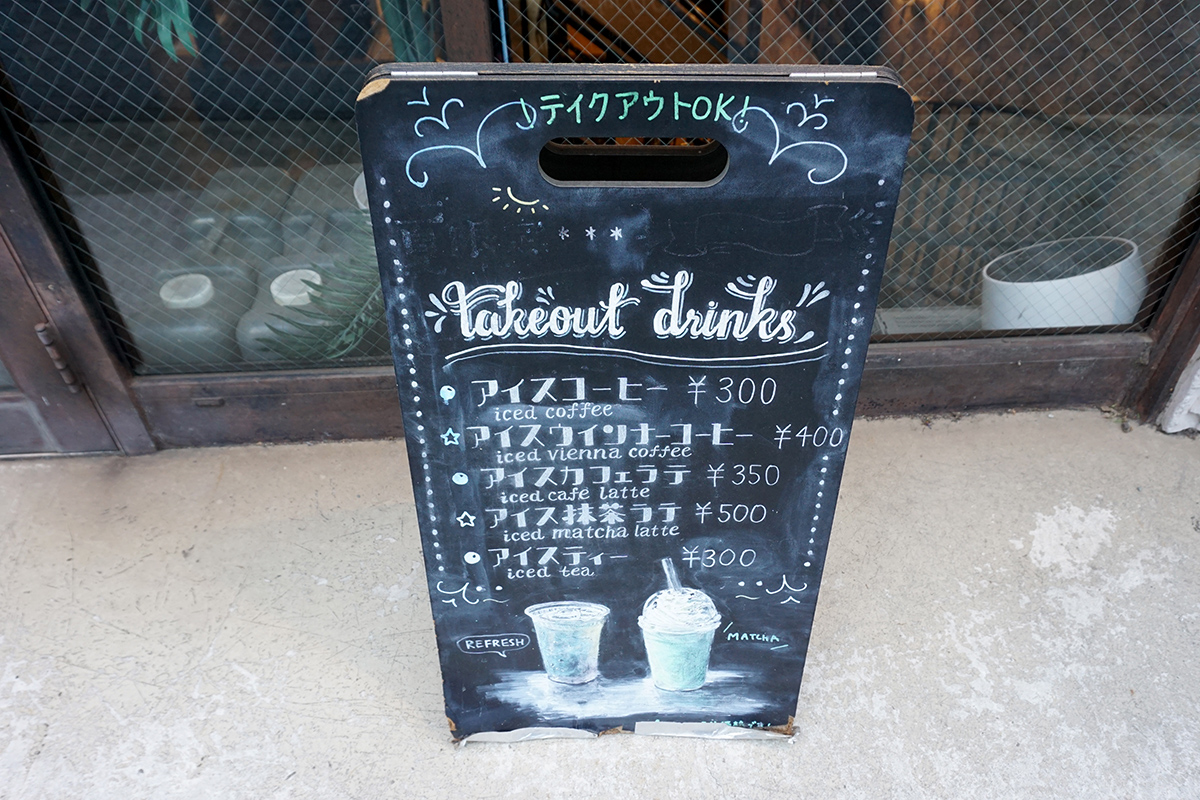 テイクアウトOK!
***
takeout drinks
アイスコーヒー ¥300
iced coffee
アイスウインナーコーヒー ¥400
iced vienna coffee
アイスカフェラテ ¥350
iced cafe latte
アイス抹茶ラテ ¥500
iced matcha latte
アイスティー ¥300
iced tea
REFRESH
MATCHA